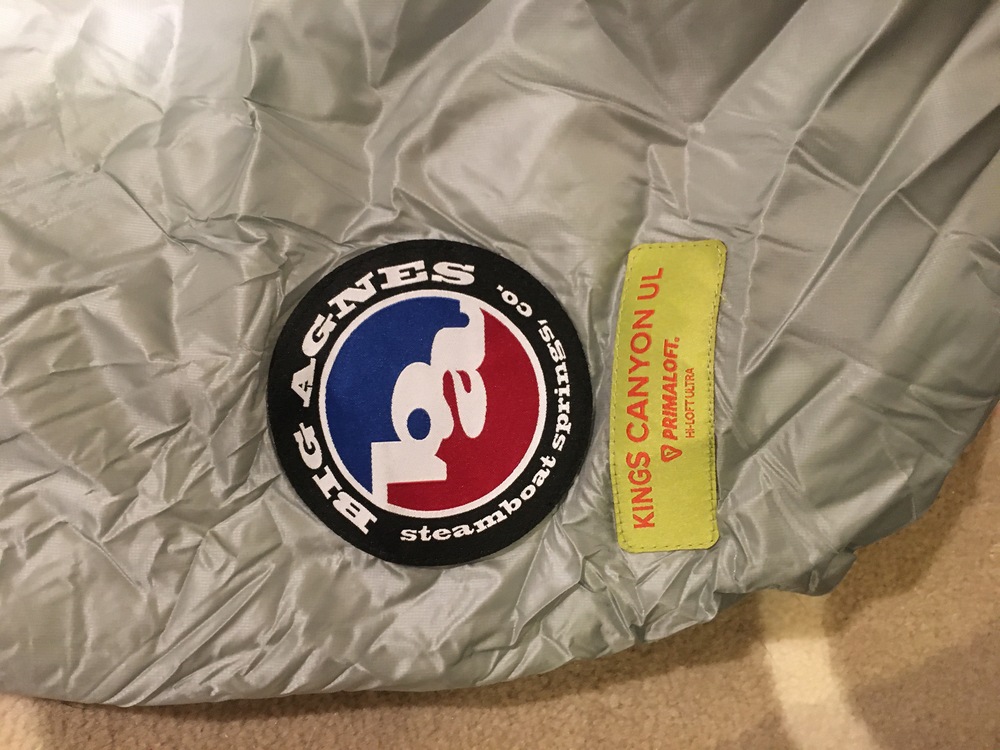 BIG AGNES
steamboat springs, co.
ba
KINGS CANYON UL
PRIMALOFT.
HI-LOFT ULTRA